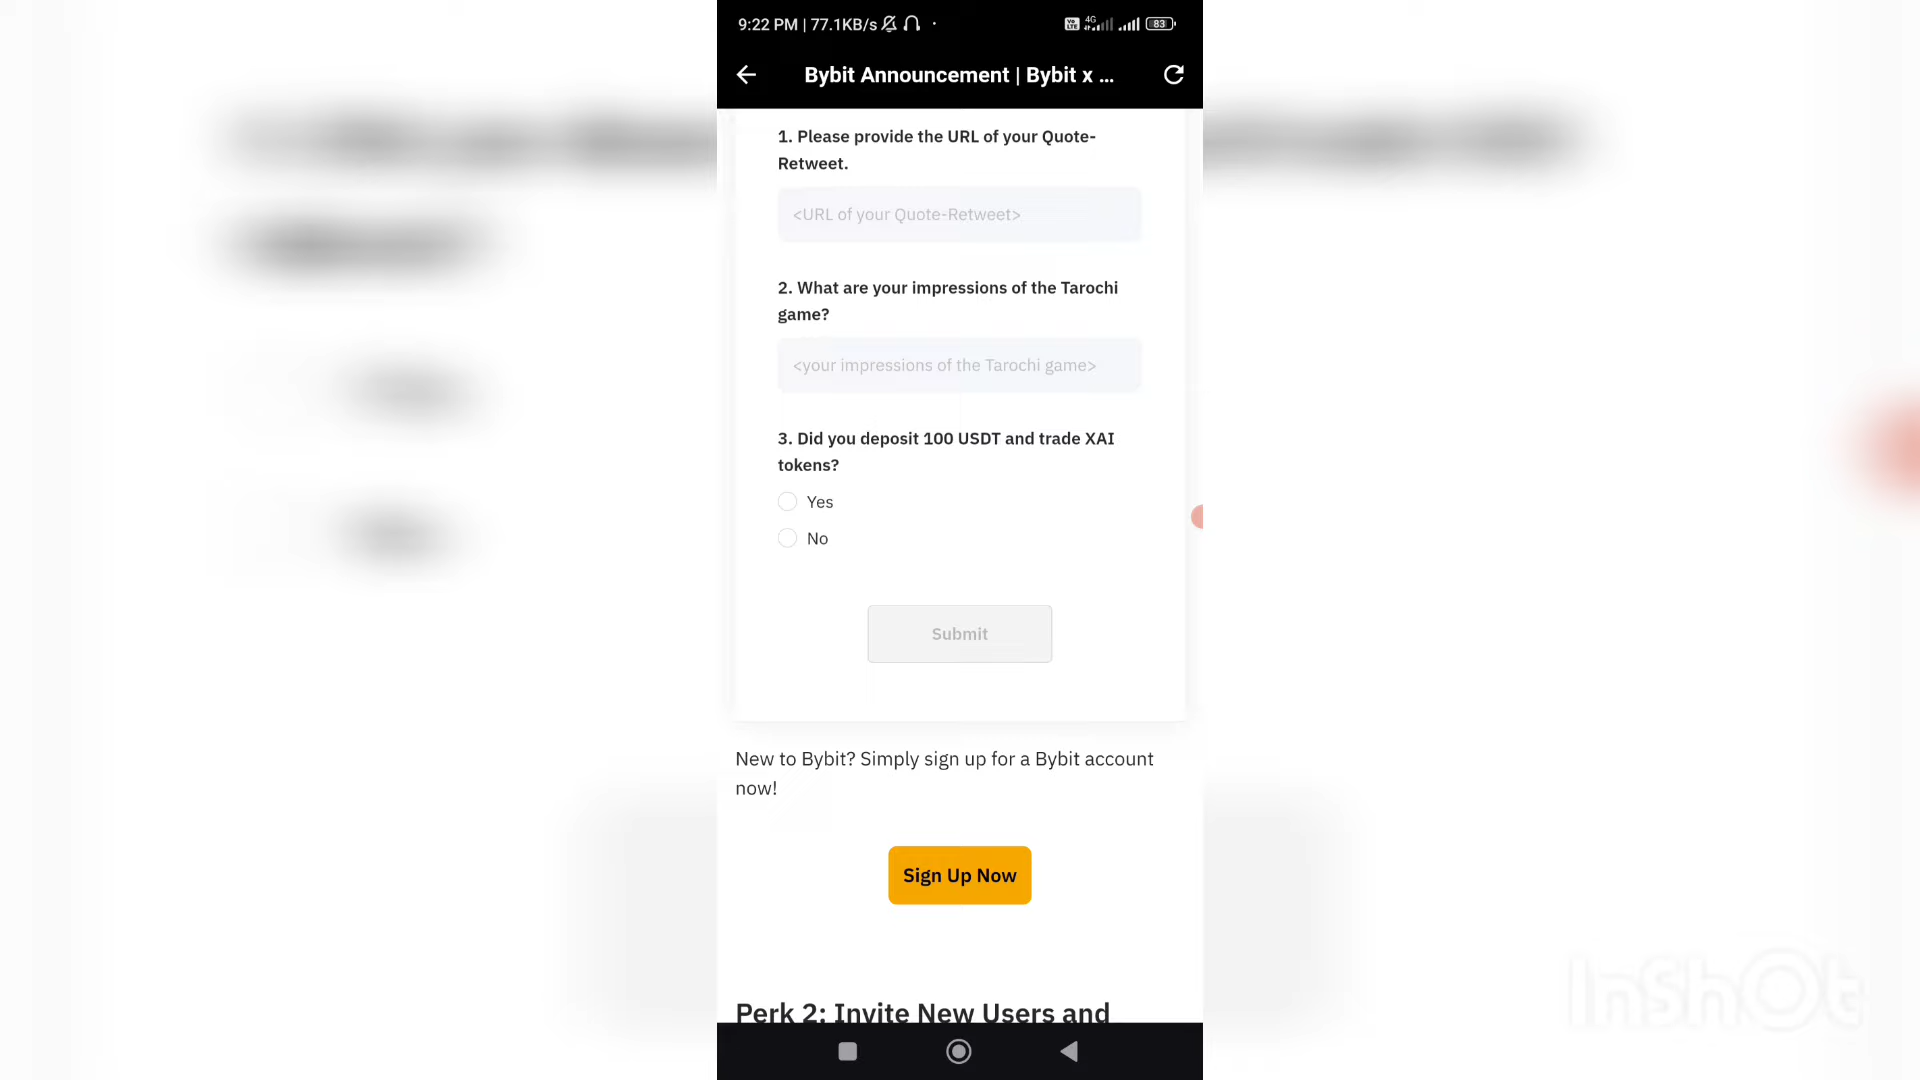 9:22 PM | 77.1KB/s
4G
83
Bybit Announcement | Bybit x ...
1. Please provide the URL of your Quote-
Retweet.
<URL of your Quote-Retweet>
2. What are your impressions of the Tarochi
game?
<your impressions of the Tarochi game>
3. Did you deposit 100 USDT and trade XAI
tokens?
Yes
No
Submit
New to Bybit? Simply sign up for a Bybit account
now!
Sign Up Now
Perk 2: Invite New Users and
InShot